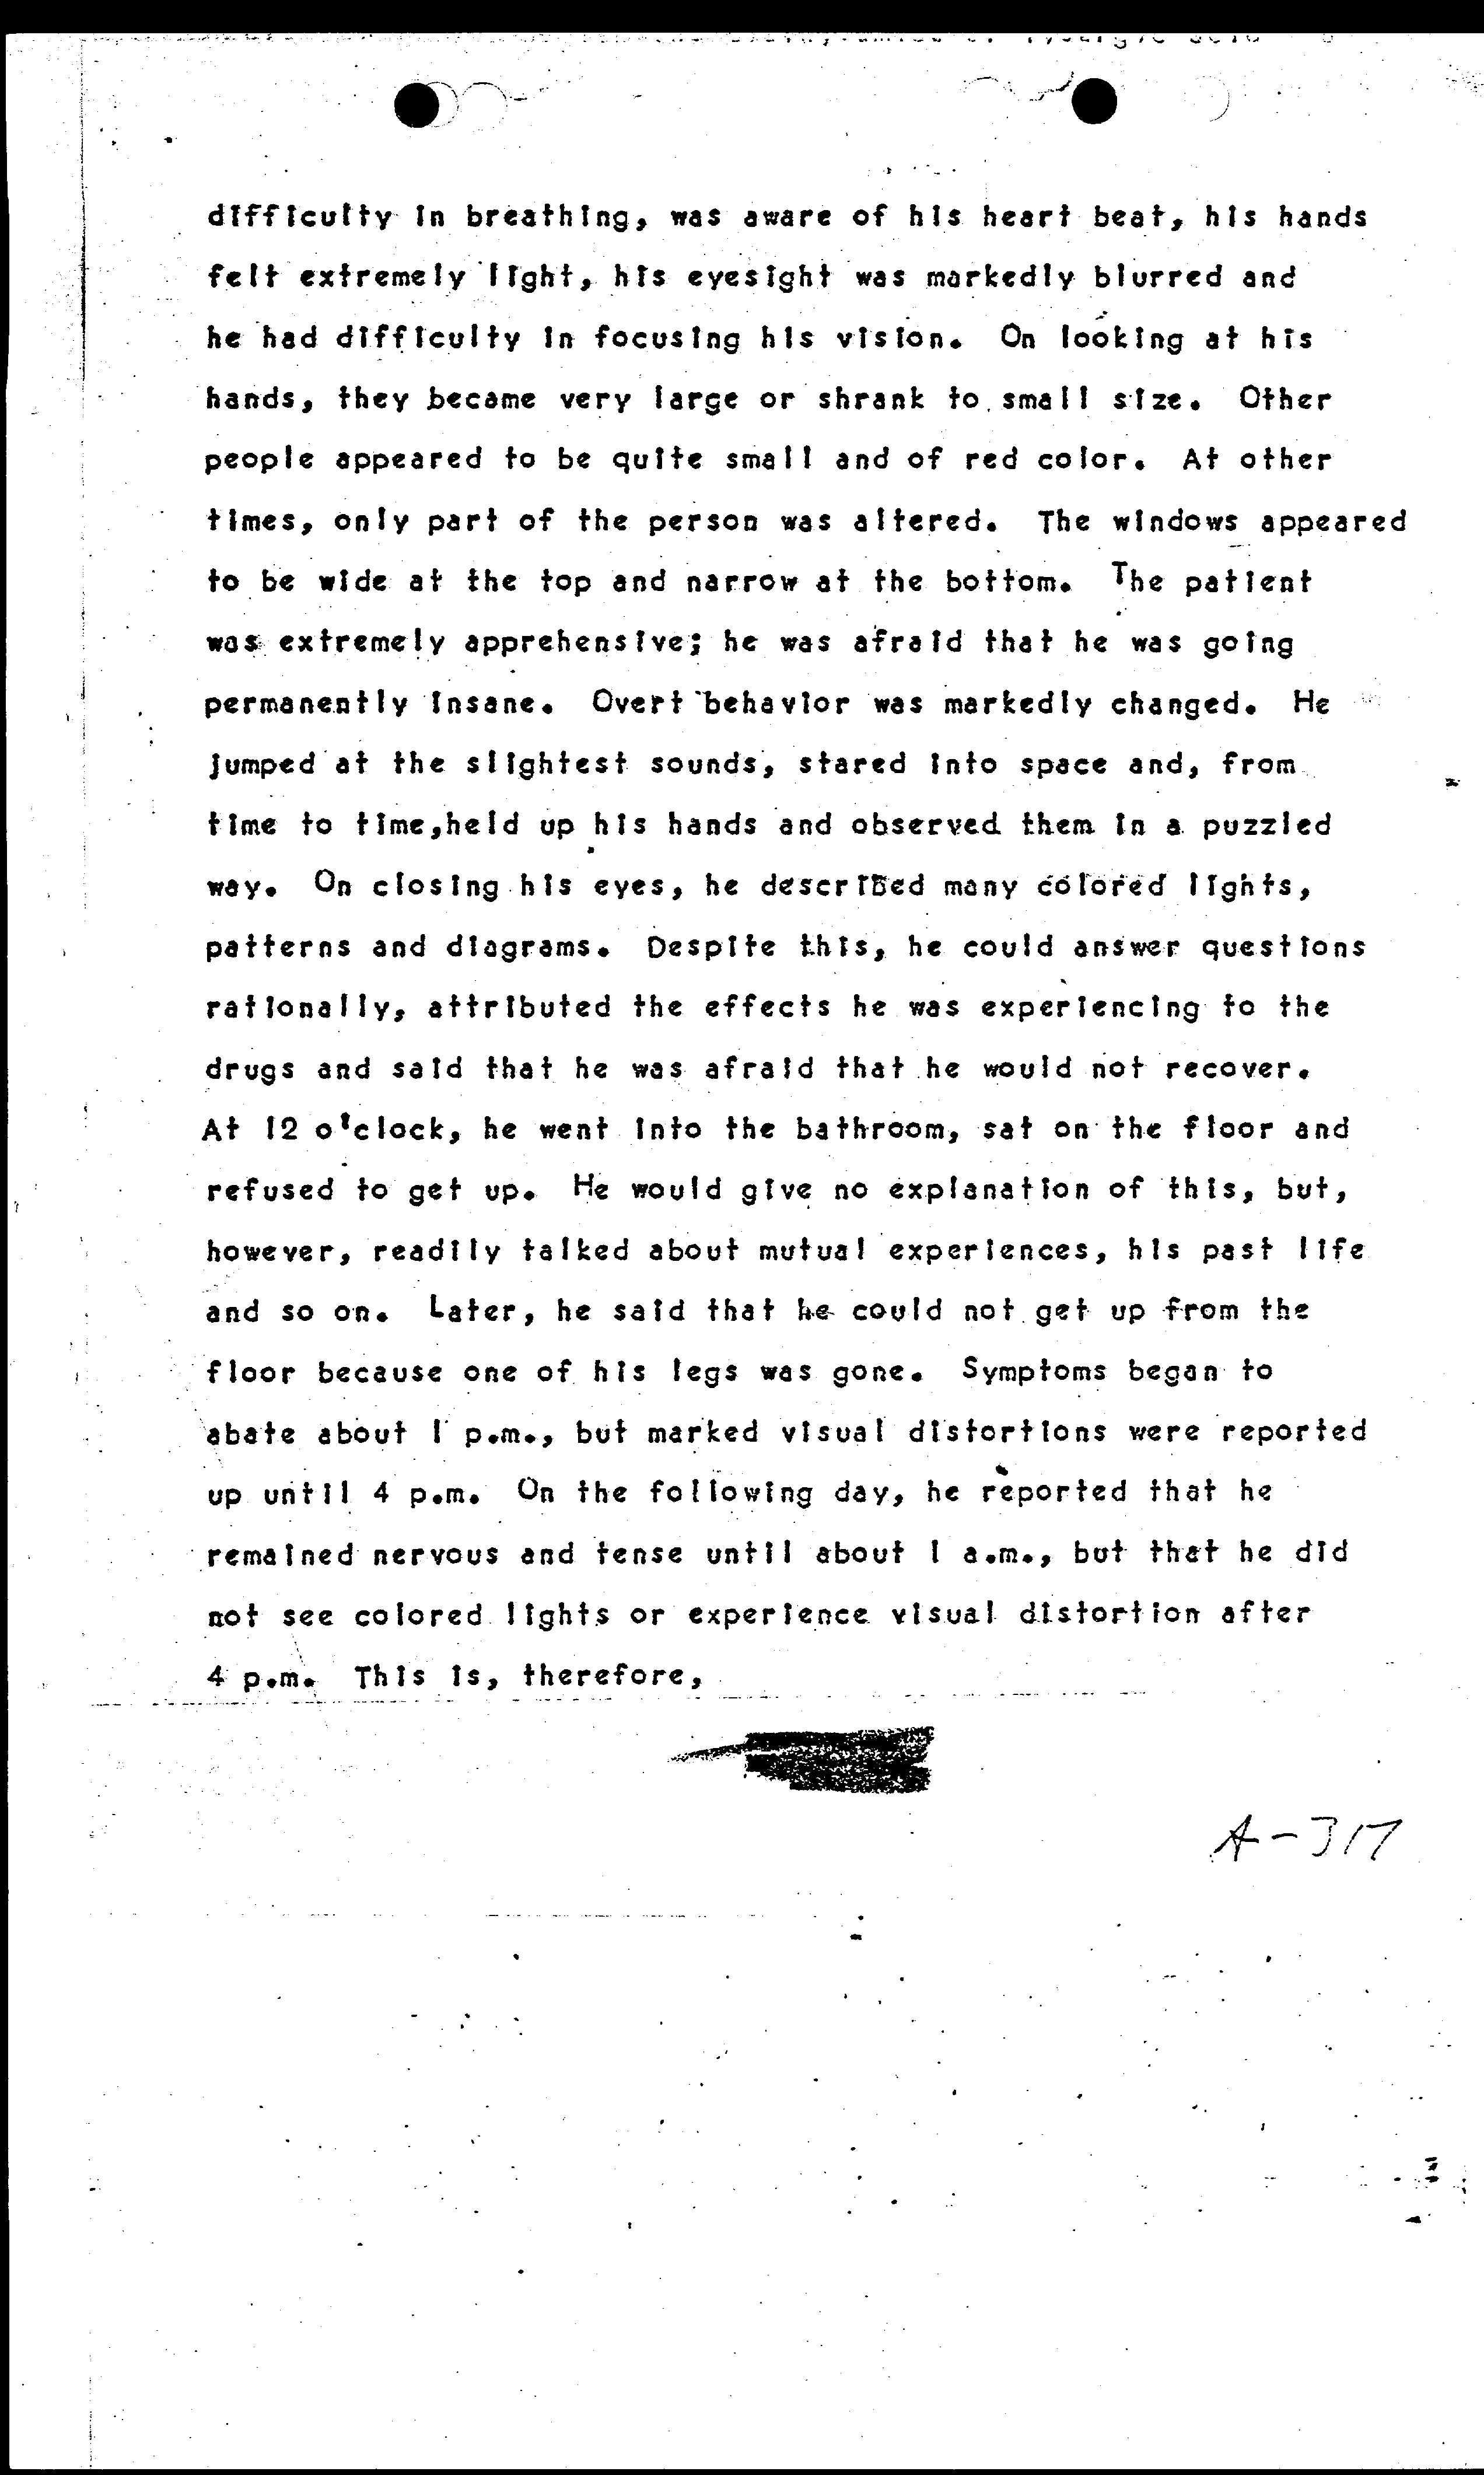 difficulty in breathing, was aware of his heart beat, his hands
felt extremely light, his eyesight was markedly blurred and
he had difficulty in focusing his vision. On looking at his
hands, they became very large or shrank to small size. Other
people appeared to be quite small and of red color. At other
times, only part of the person was altered. The windows appeared
to be wide at the top and narrow at the bottom. The patient
was extremely apprehensive; he was afraid that he was going
permanently insane. Overt behavior was markedly changed. He
jumped at the slightest sounds, stared into space and, from
time to time,held up his hands and observed them in a puzzled
way. On closing his eyes, he described many colored lights,
patterns and diagrams. Despite this, he could answer questions
rationally, attributed the effects he was experiencing to the
drugs and said that he was afraid that he would not recover.
At 12 o'clock, he went into the bathroom, sat on the floor and
refused to get up. He would give no explanation of this, but,
however, readily talked about mutual experiences, his past life
and so on. Later, he said that he could not get up from the
floor because one of his legs was gone. Symptoms began to
abate about 1 p.m., but marked visual distortions were reported
up until 4 p.m. On the following day, he reported that he
remained nervous and tense until about 1 a.m., but that he did
not see colored lights or experience visual distortion after
4 p.m. This is, therefore,
A-317